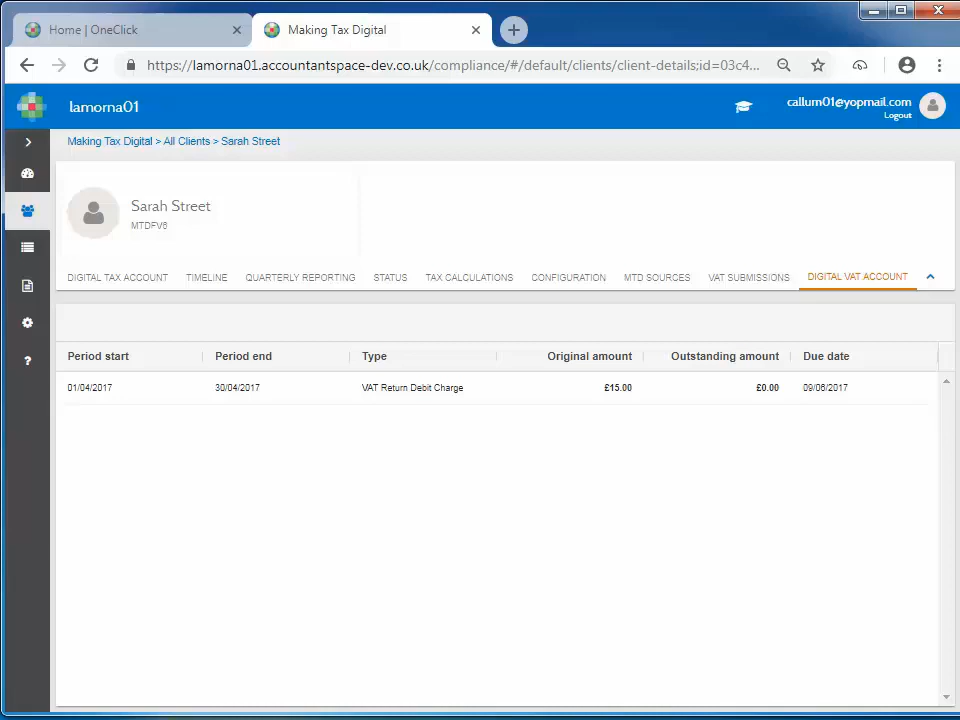 Home | OneClick
Making Tax Digital
https://lamorna01.accountantspace-dev.co.uk/compliance/#/default/clients/client-details;id=03c4...
lamorna01
callum01@yopmail.com
Logout
Making Tax Digital > All Clients > Sarah Street
Sarah Street
MTDFV6
DIGITAL TAX ACCOUNT TIMELINE QUARTERLY REPORTING STATUS TAX CALCULATIONS CONFIGURATION MTD SOURCES VAT SUBMISSIONS DIGITAL VAT ACCOUNT
Period start Period end Type Original amount Outstanding amount Due date
01/04/2017 30/04/2017 VAT Return Debit Charge £15.00 £0.00 09/06/2017